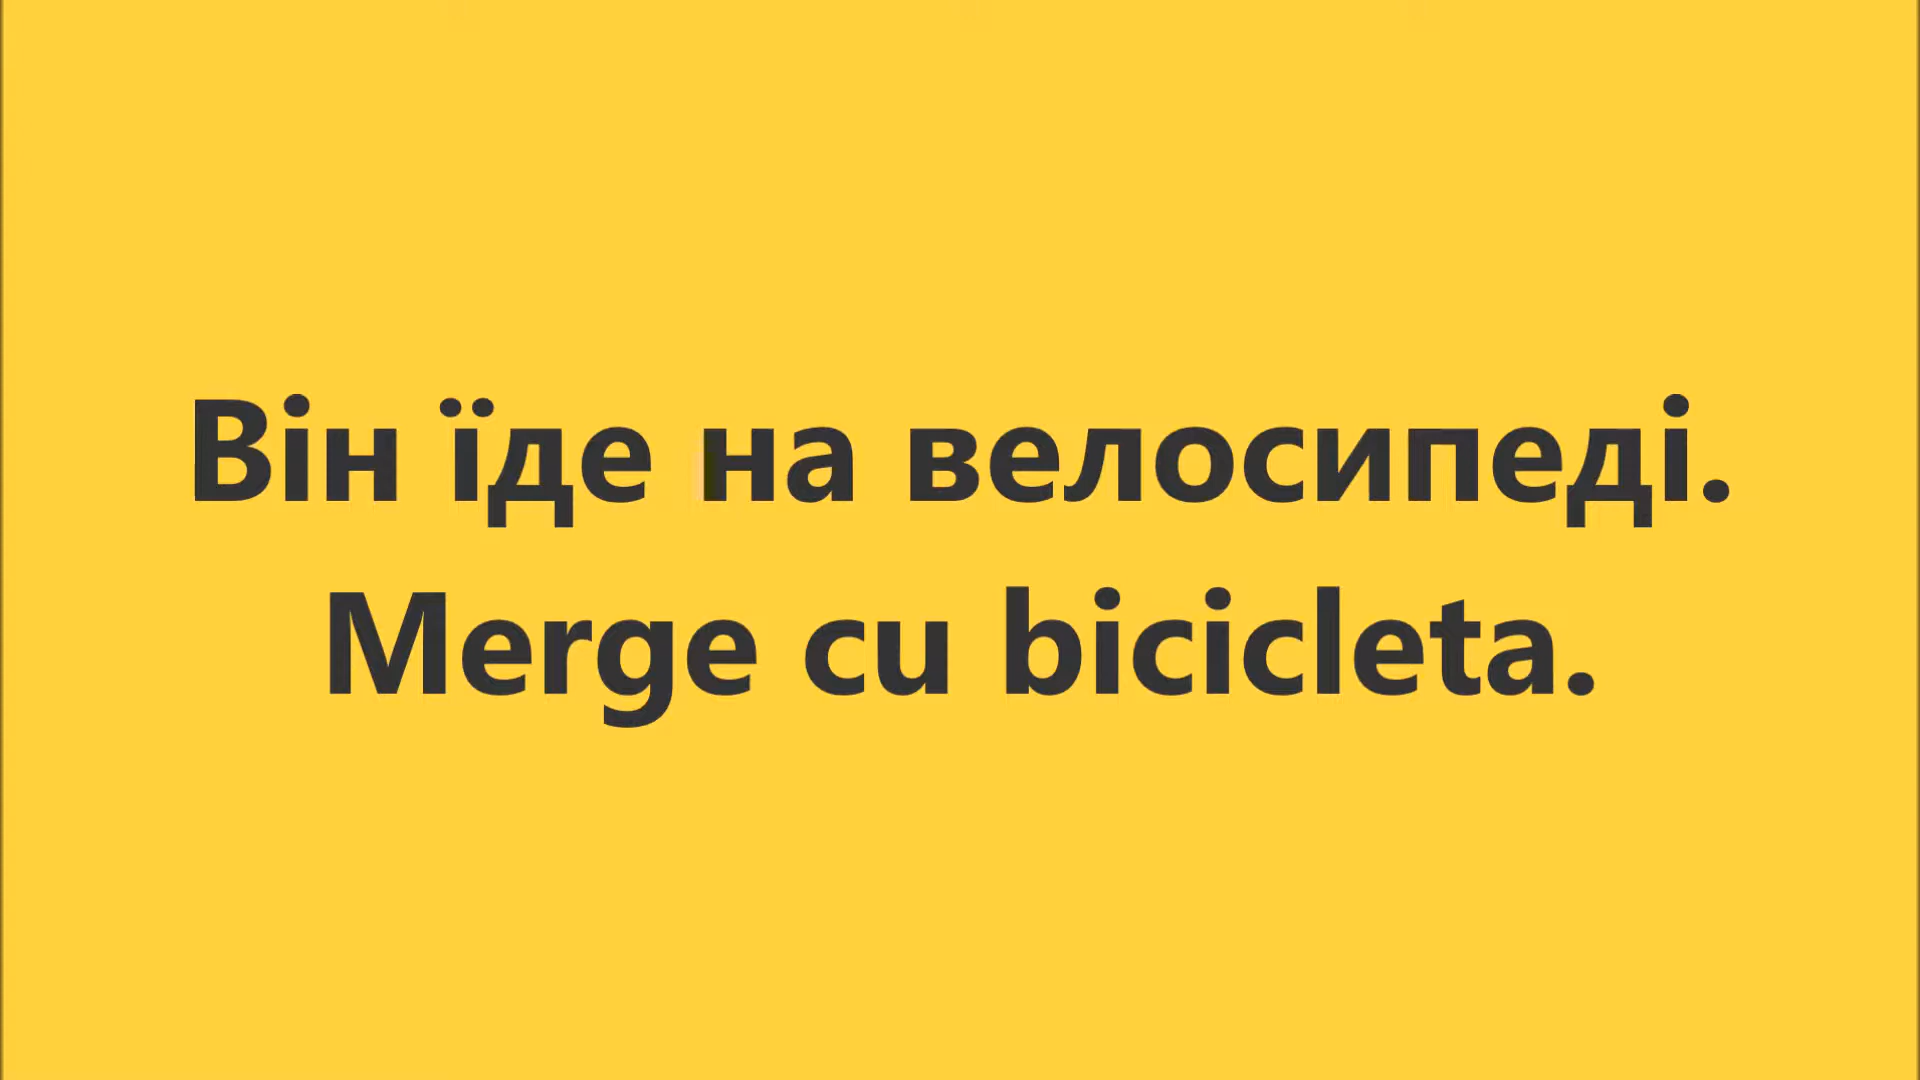 Він їде на велосипеді.
Merge cu bicicleta.